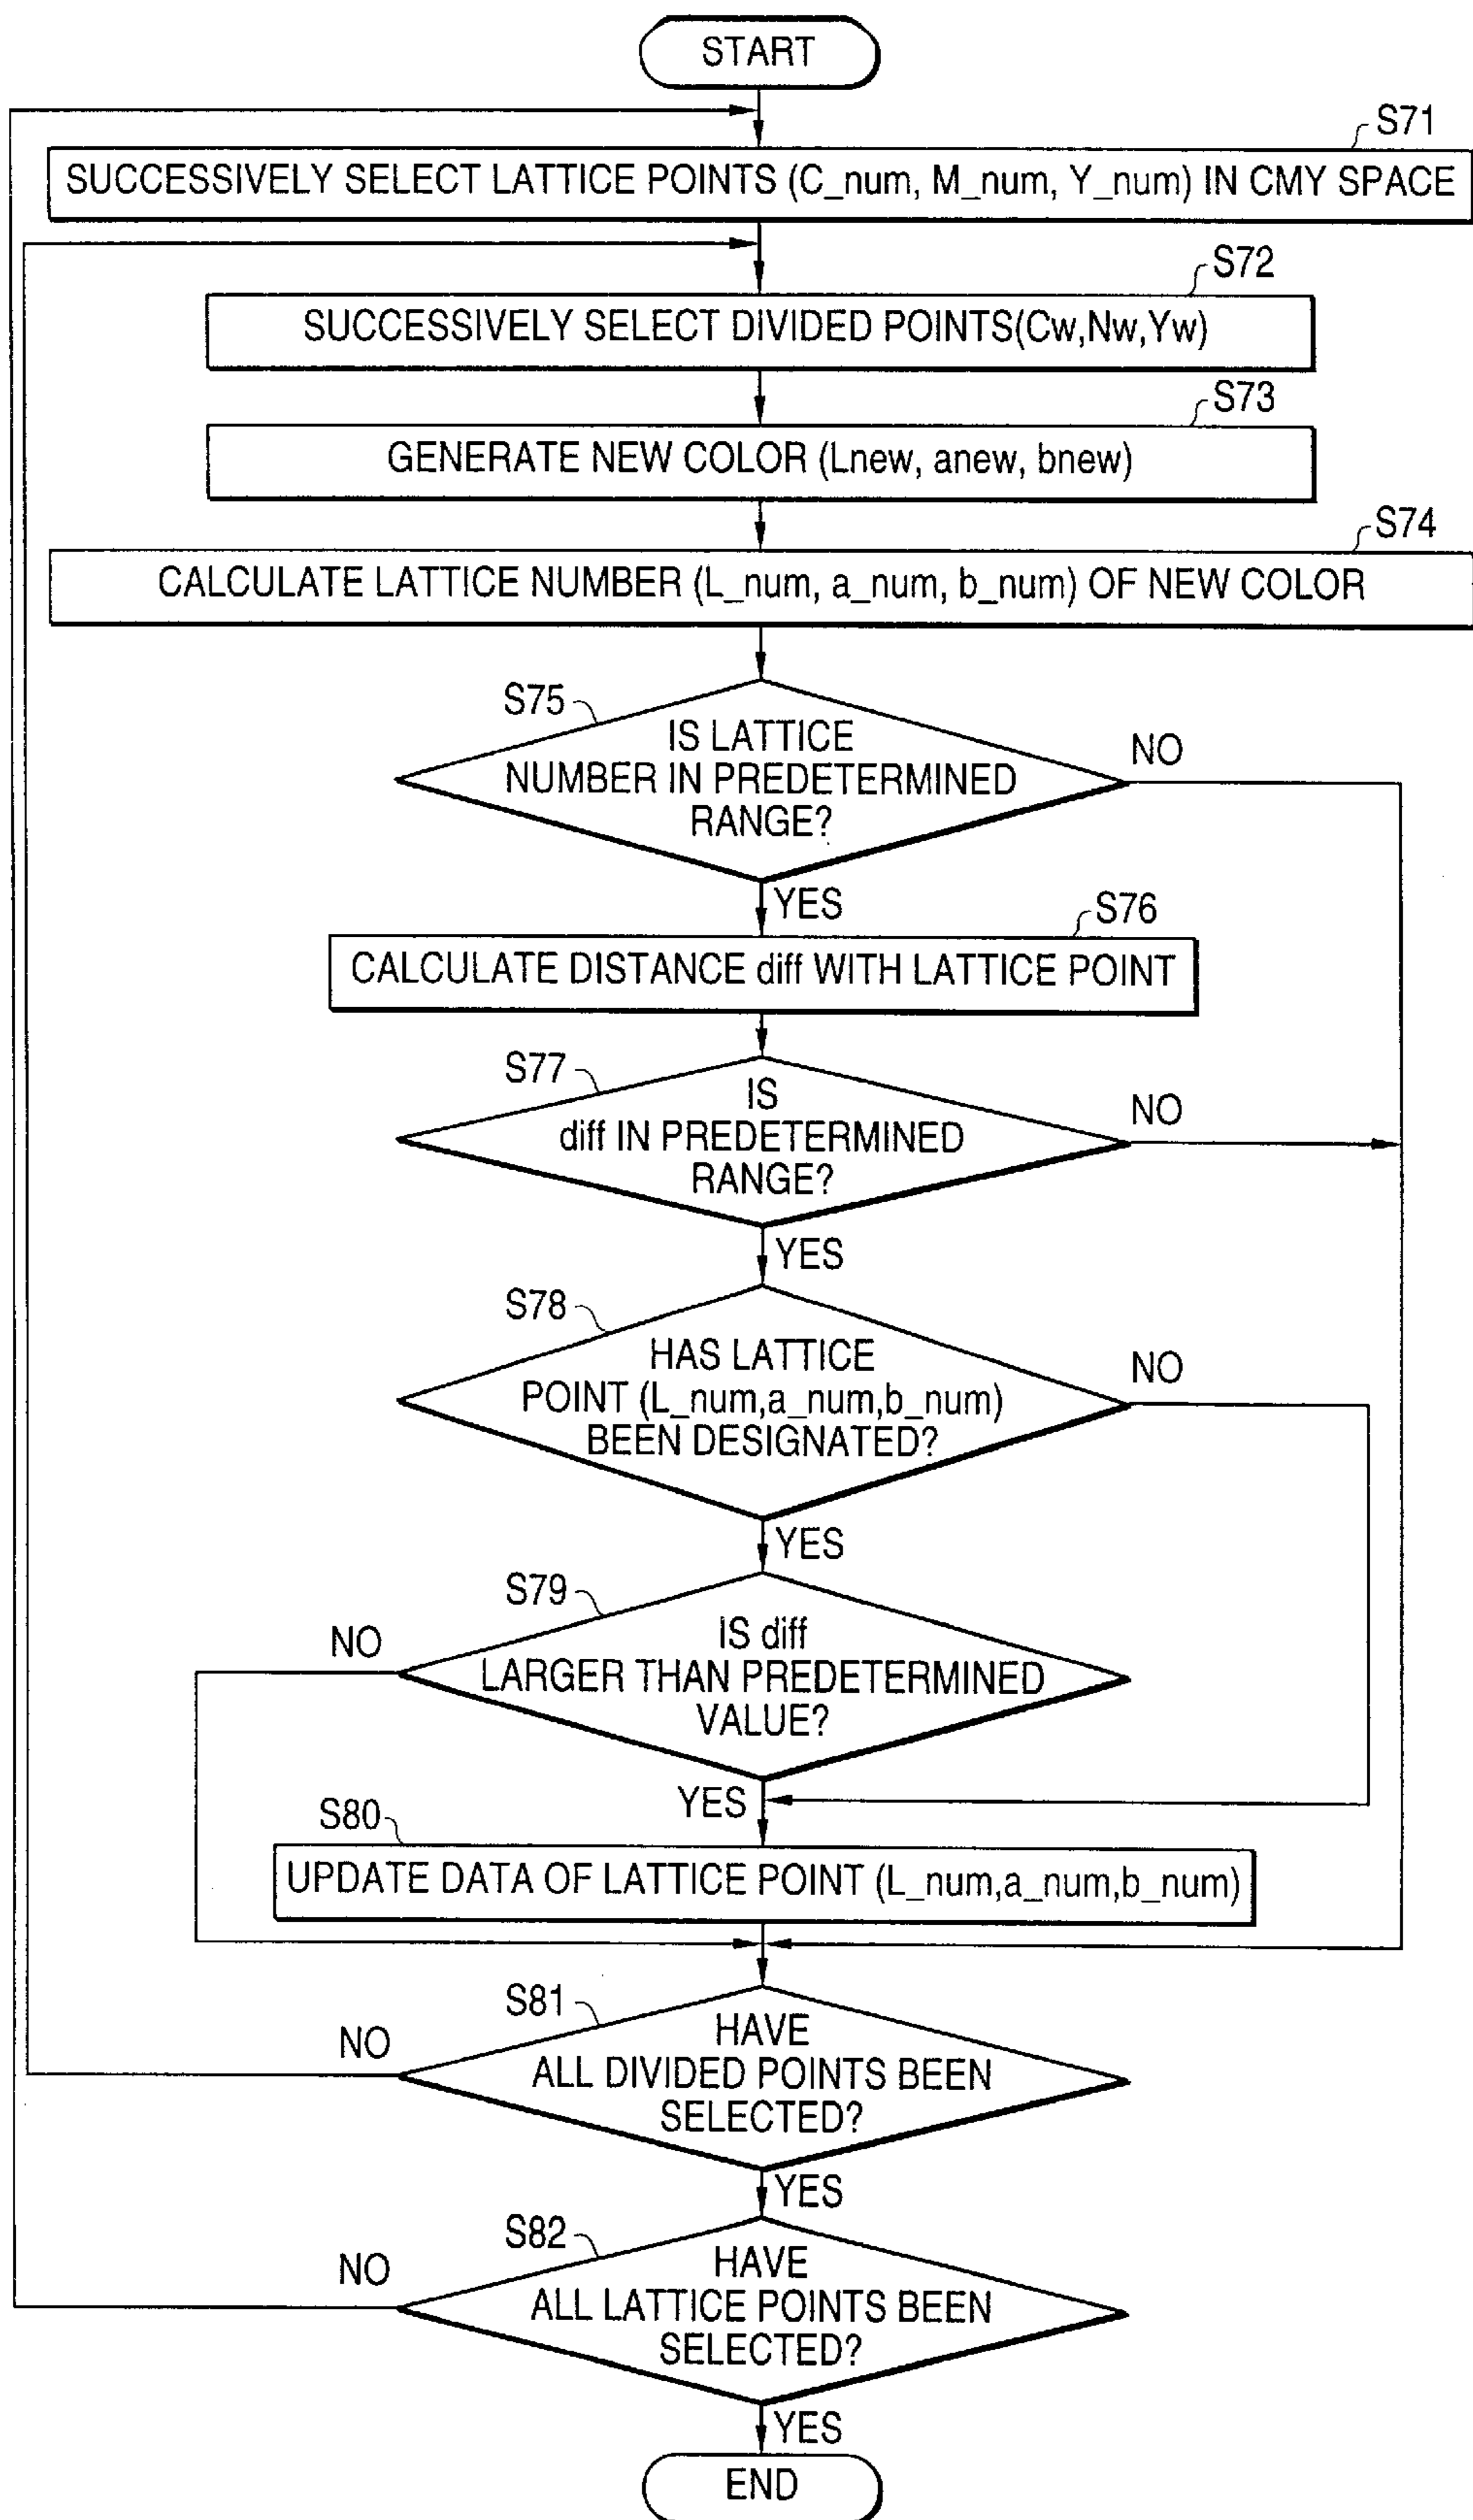 START
S71
SUCCESSIVELY SELECT LATTICE POINTS (C_num, M_num, Y_num) IN CMY SPACE
S72
SUCCESSIVELY SELECT DIVIDED POINTS(Cw,Nw,Yw)
S73
GENERATE NEW COLOR (Lnew, anew, bnew)
S74
CALCULATE LATTICE NUMBER (L_num, a_num, b_num) OF NEW COLOR
S75
IS LATTICE
NUMBER IN PREDETERMINED
RANGE?
NO
YES
S76
CALCULATE DISTANCE diff WITH LATTICE POINT
S77
IS
diff IN PREDETERMINED
RANGE?
NO
YES
S78
HAS LATTICE
POINT (L_num,a_num,b_num)
BEEN DESIGNATED?
NO
YES
S79
IS diff
LARGER THAN PREDETERMINED
VALUE?
NO
YES
S80
UPDATE DATA OF LATTICE POINT (L_num,a_num,b_num)
S81
HAVE
ALL DIVIDED POINTS BEEN
SELECTED?
NO
YES
S82
HAVE
ALL LATTICE POINTS BEEN
SELECTED?
NO
YES
END